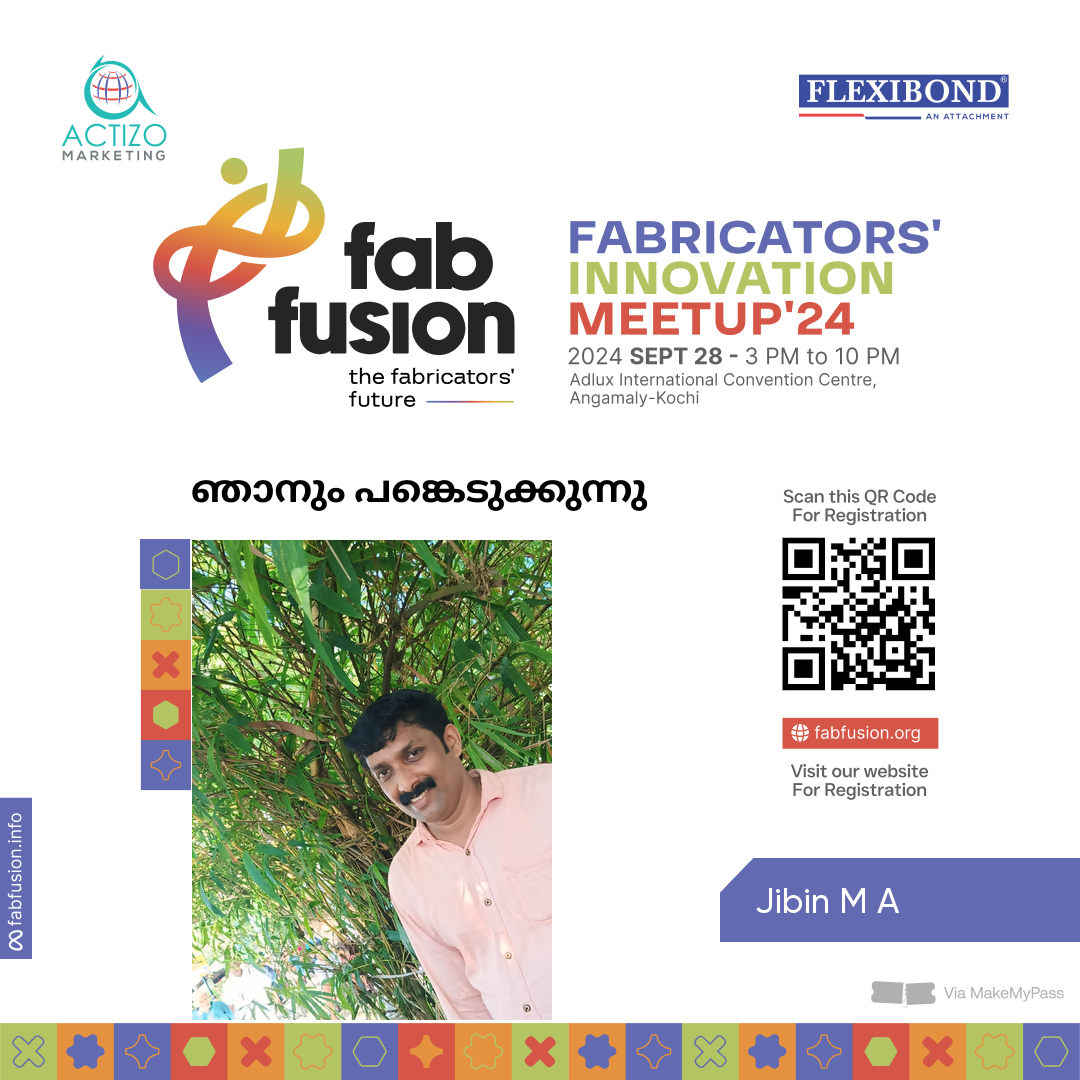 ACTIZO
MARKETING
FLEXIBOND®
AN ATTACHMENT
fab
fusion
the fabricators'
future
FABRICATORS'
INNOVATION
MEETUP'24
2024 SEPT 28 - 3 PM to 10 PM
Adlux International Convention Centre,
Angamaly-Kochi
ഞാനും പങ്കെടുക്കുന്നു
Scan this QR Code
For Registration
fabfusion.org
Visit our website
For Registration
fabfusion.info
Jibin M A
Via MakeMyPass